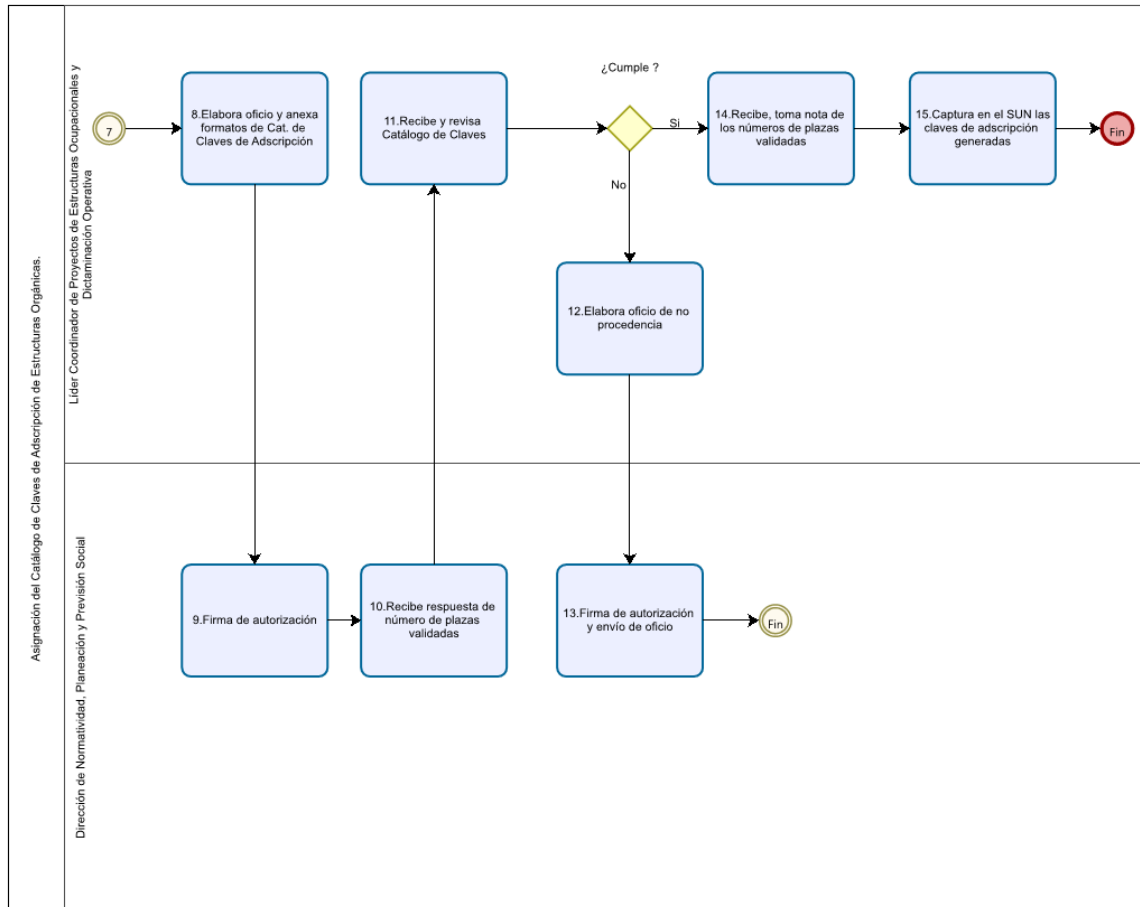 Asignación del Catálogo de Claves de Adscripción de Estructuras Orgánicas.
Líder Coordinador de Proyectos de Estructuras Ocupacionales y
Dictaminación Operativa
7
8.Elabora oficio y anexa
formatos de Cat. de
Claves de Adscripción
11.Recibe y revisa
Catálogo de Claves
¿Cumple ?
Si
No
14.Recibe, toma nota de
los números de plazas
validadas
15.Captura en el SUN las
claves de adscripción
generadas
Fin
12.Elabora oficio de no
procedencia
Dirección de Normatividad, Planeación y Previsión Social
9.Firma de autorización
10.Recibe respuesta de
número de plazas
validadas
13.Firma de autorización
y envío de oficio
Fin